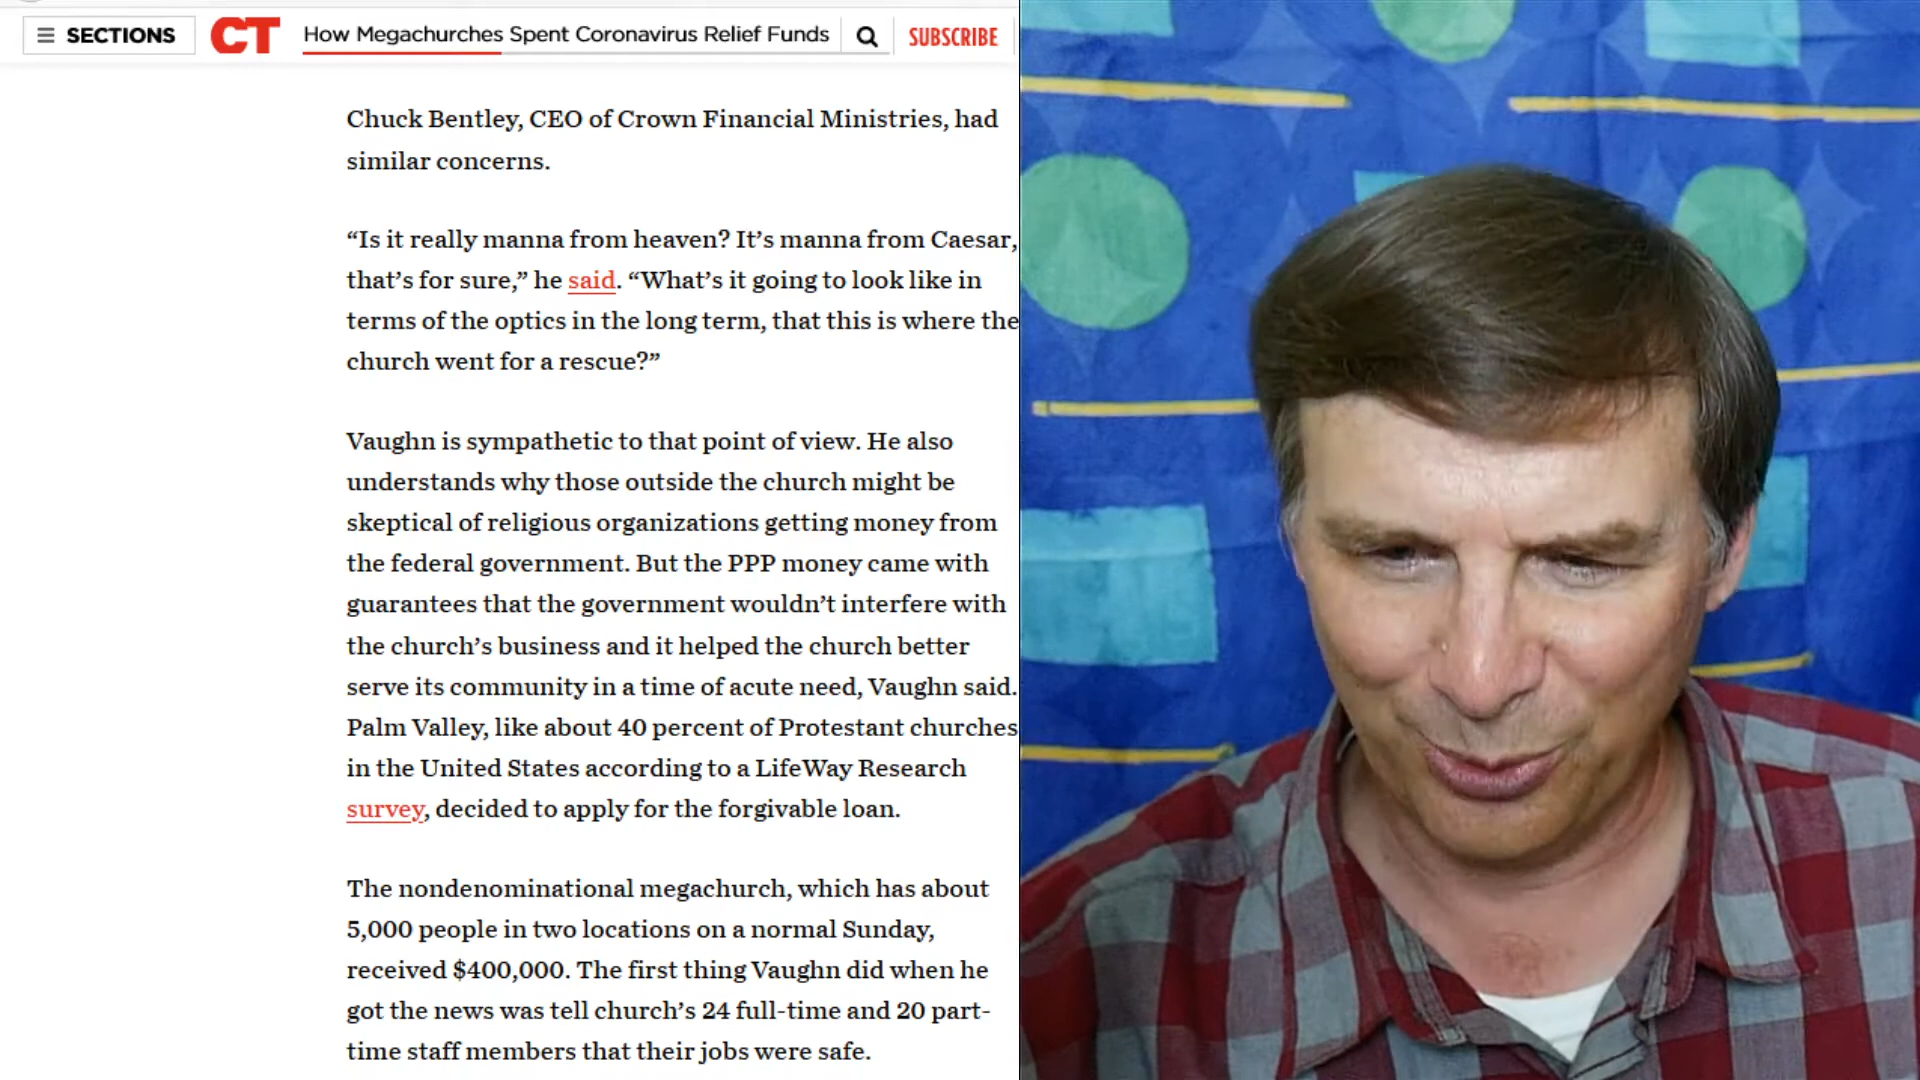 SECTIONS CT How Megachurches Spent Coronavirus Relief Funds SUBSCRIBE
Chuck Bentley, CEO of Crown Financial Ministries, had
similar concerns.
“Is it really manna from heaven? It’s manna from Caesar,
that’s for sure,” he said. “What’s it going to look like in
terms of the optics in the long term, that this is where the
church went for a rescue?”
Vaughn is sympathetic to that point of view. He also
understands why those outside the church might be
skeptical of religious organizations getting money from
the federal government. But the PPP money came with
guarantees that the government wouldn’t interfere with
the church’s business and it helped the church better
serve its community in a time of acute need, Vaughn said.
Palm Valley, like about 40 percent of Protestant churches
in the United States according to a LifeWay Research
survey, decided to apply for the forgivable loan.
The nondenominational megachurch, which has about
5,000 people in two locations on a normal Sunday,
received $400,000. The first thing Vaughn did when he
got the news was tell church’s 24 full-time and 20 part-
time staff members that their jobs were safe.